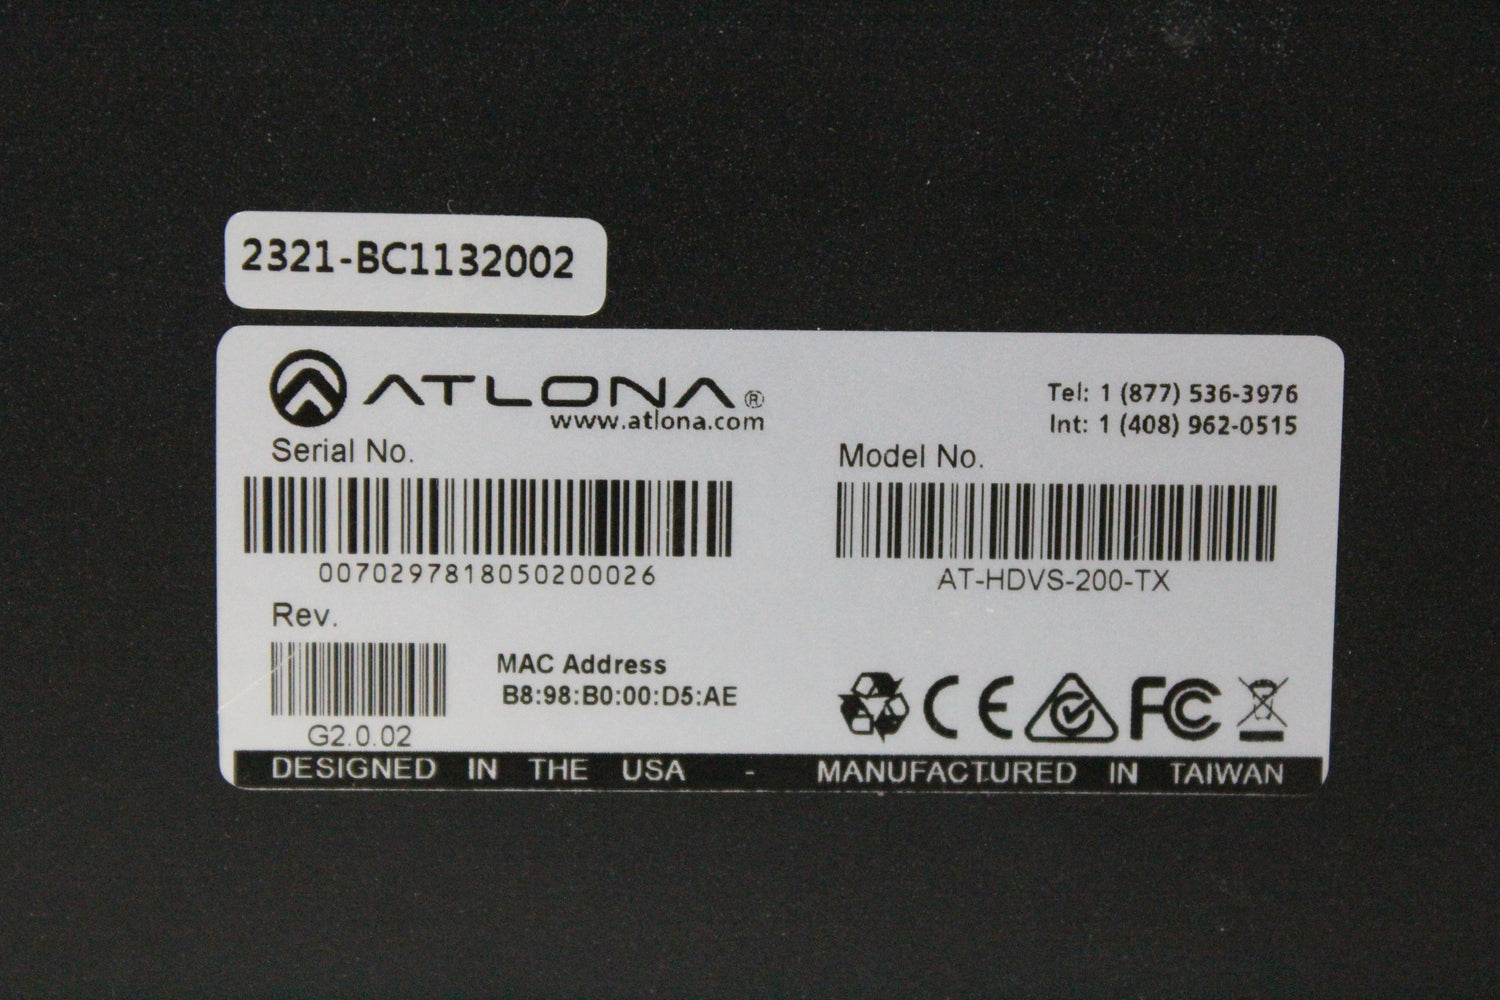 2321-BC1132002
ATLONA®
www.atlona.com
Tel: 1 (877) 536-3976
Int: 1 (408) 962-0515
Serial No.
0070297818050200026
Model No.
AT-HDVS-200-TX
Rev.
G2.0.02
MAC Address
B8:98:B0:00:D5:AE
CE
FC
DESIGNED IN THE USA - MANUFACTURED IN TAIWAN